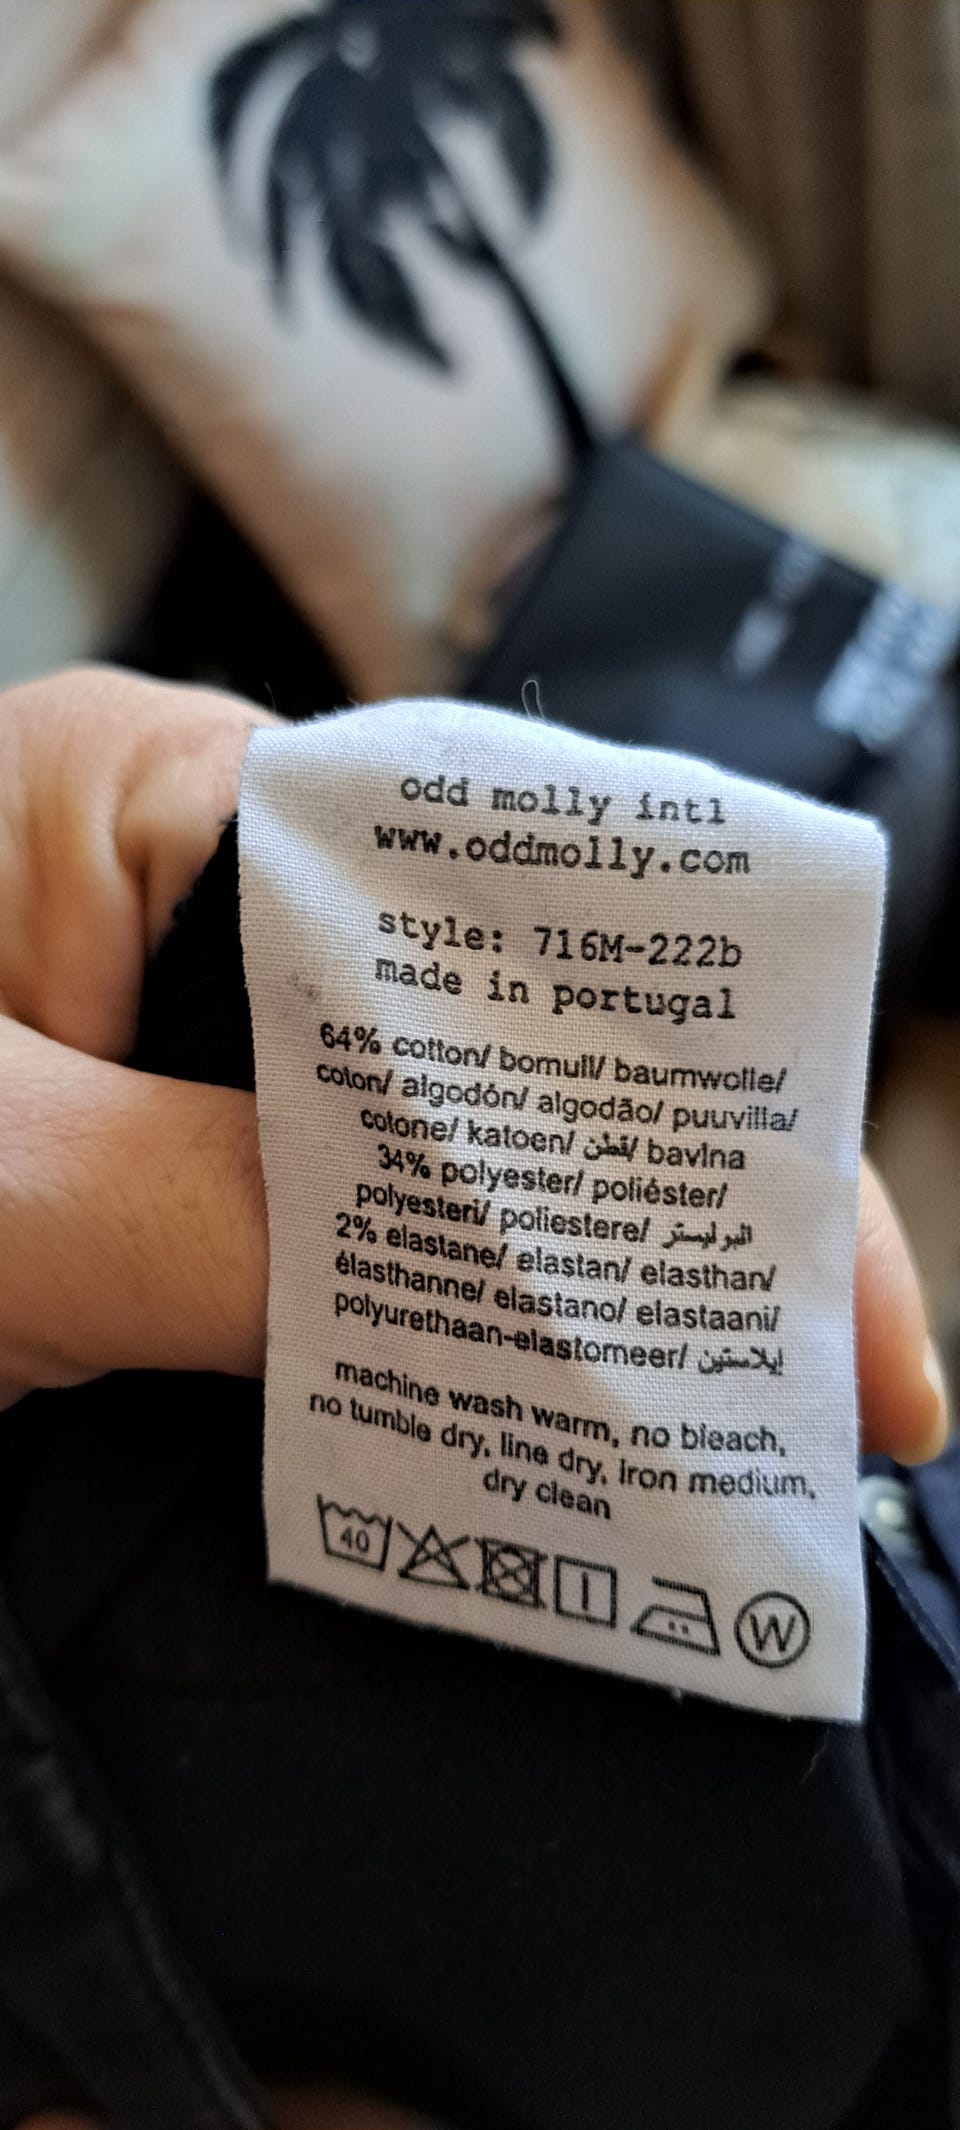 odd molly intl
www.oddmolly.com
style: 716M-222b
made in portugal
64% cotton/ bomull/ baumwolle/
coton/ algodón/ algodão/ puuvilla/
cotone/ katoen/ قطن/ bavlna
34% polyester/ poliéster/
polyesteri/ poliestere/ البوليستر
2% elastane/ elastan/ elasthan/
élasthanne/ elastano/ elastaani/
polyurethaan-elastomeer/ إيلاستين
machine wash warm, no bleach,
no tumble dry, line dry, iron medium,
dry clean
40
W